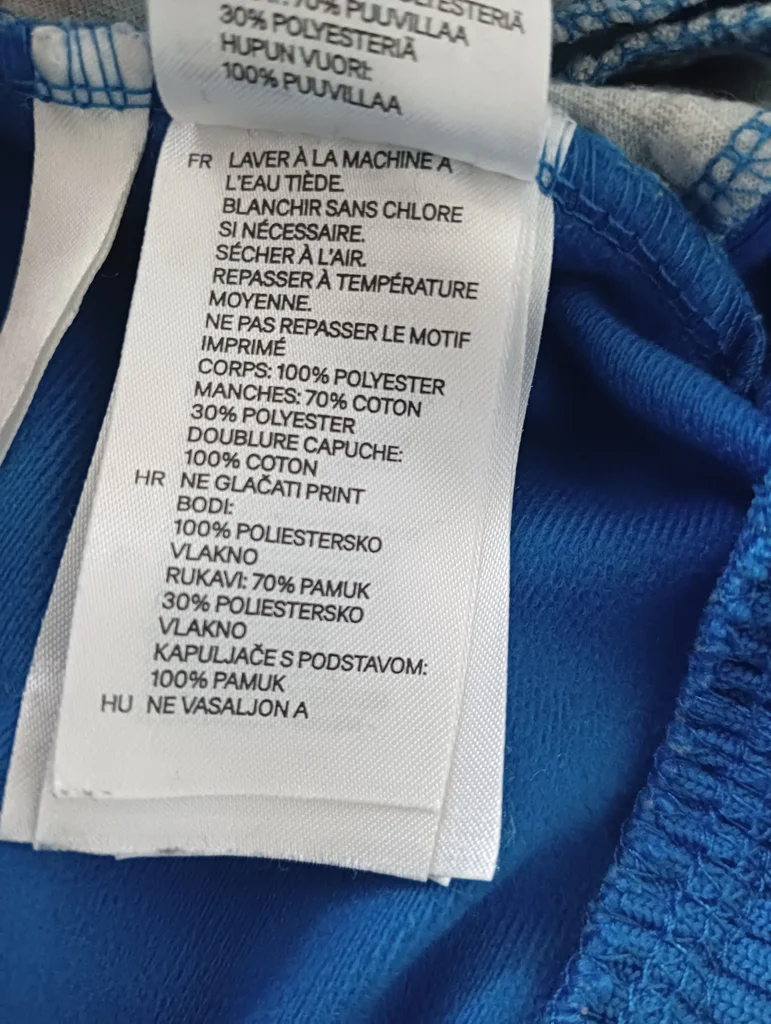 70% PUUVILLAA
30% POLYESTERIÄ
HUPUN VUORI:
100% PUUVILLAA
FR LAVER À LA MACHINE A
L'EAU TIÈDE.
BLANCHIR SANS CHLORE
SI NÉCESSAIRE.
SÉCHER À L'AIR.
REPASSER À TEMPÉRATURE
MOYENNE.
NE PAS REPASSER LE MOTIF
IMPRIMÉ
CORPS: 100% POLYESTER
MANCHES: 70% COTON
30% POLYESTER
DOUBLURE CAPUCHE:
100% COTON
HR NE GLAČATI PRINT
BODI:
100% POLIESTERSKO
VLAKNO
RUKAVI: 70% PAMUK
30% POLIESTERSKO
VLAKNO
KAPULJAČE S PODSTAVOM:
100% PAMUK
HU NE VASALJON A